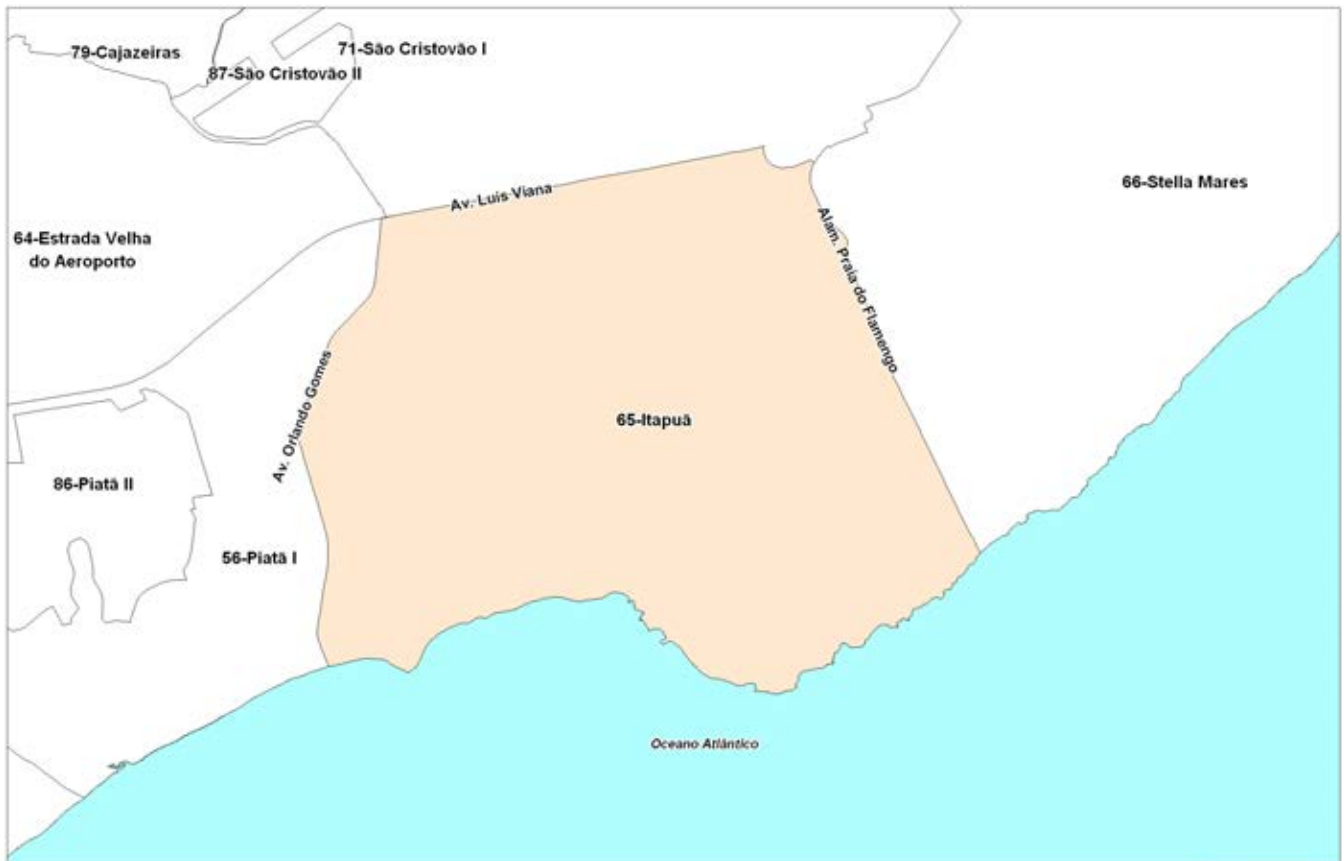 79-Cajazeiras
71-São Cristovão I
87-São Cristovão II
66-Stella Mares
Av. Luis Viana
64-Estrada Velha
do Aeroporto
Alam. Praia do Flamengo
Av. Orlando Gomes
65-Itapuã
86-Piatã II
56-Piatã I
Oceano Atlântico